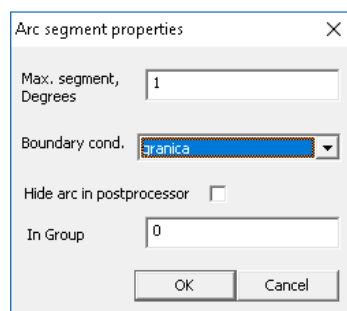 Arc segment properties
Max. segment,
Degrees
1
Boundary cond.
granica
Hide arc in postprocessor
In Group
0
OK
Cancel